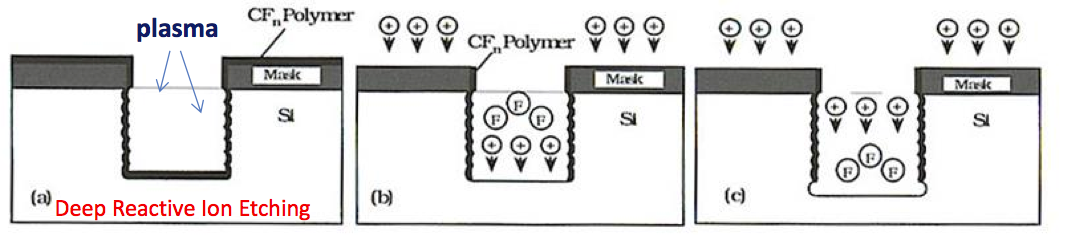 plasma
CFn Polymer
Mask
Si
(a) Deep Reactive Ion Etching
CFn Polymer
Mask
Si
F
F
F
+ + +
+ + +
+ + +
(b)
+ + +
+ + +
Mask
Si
+ + +
F
F
F
(c)